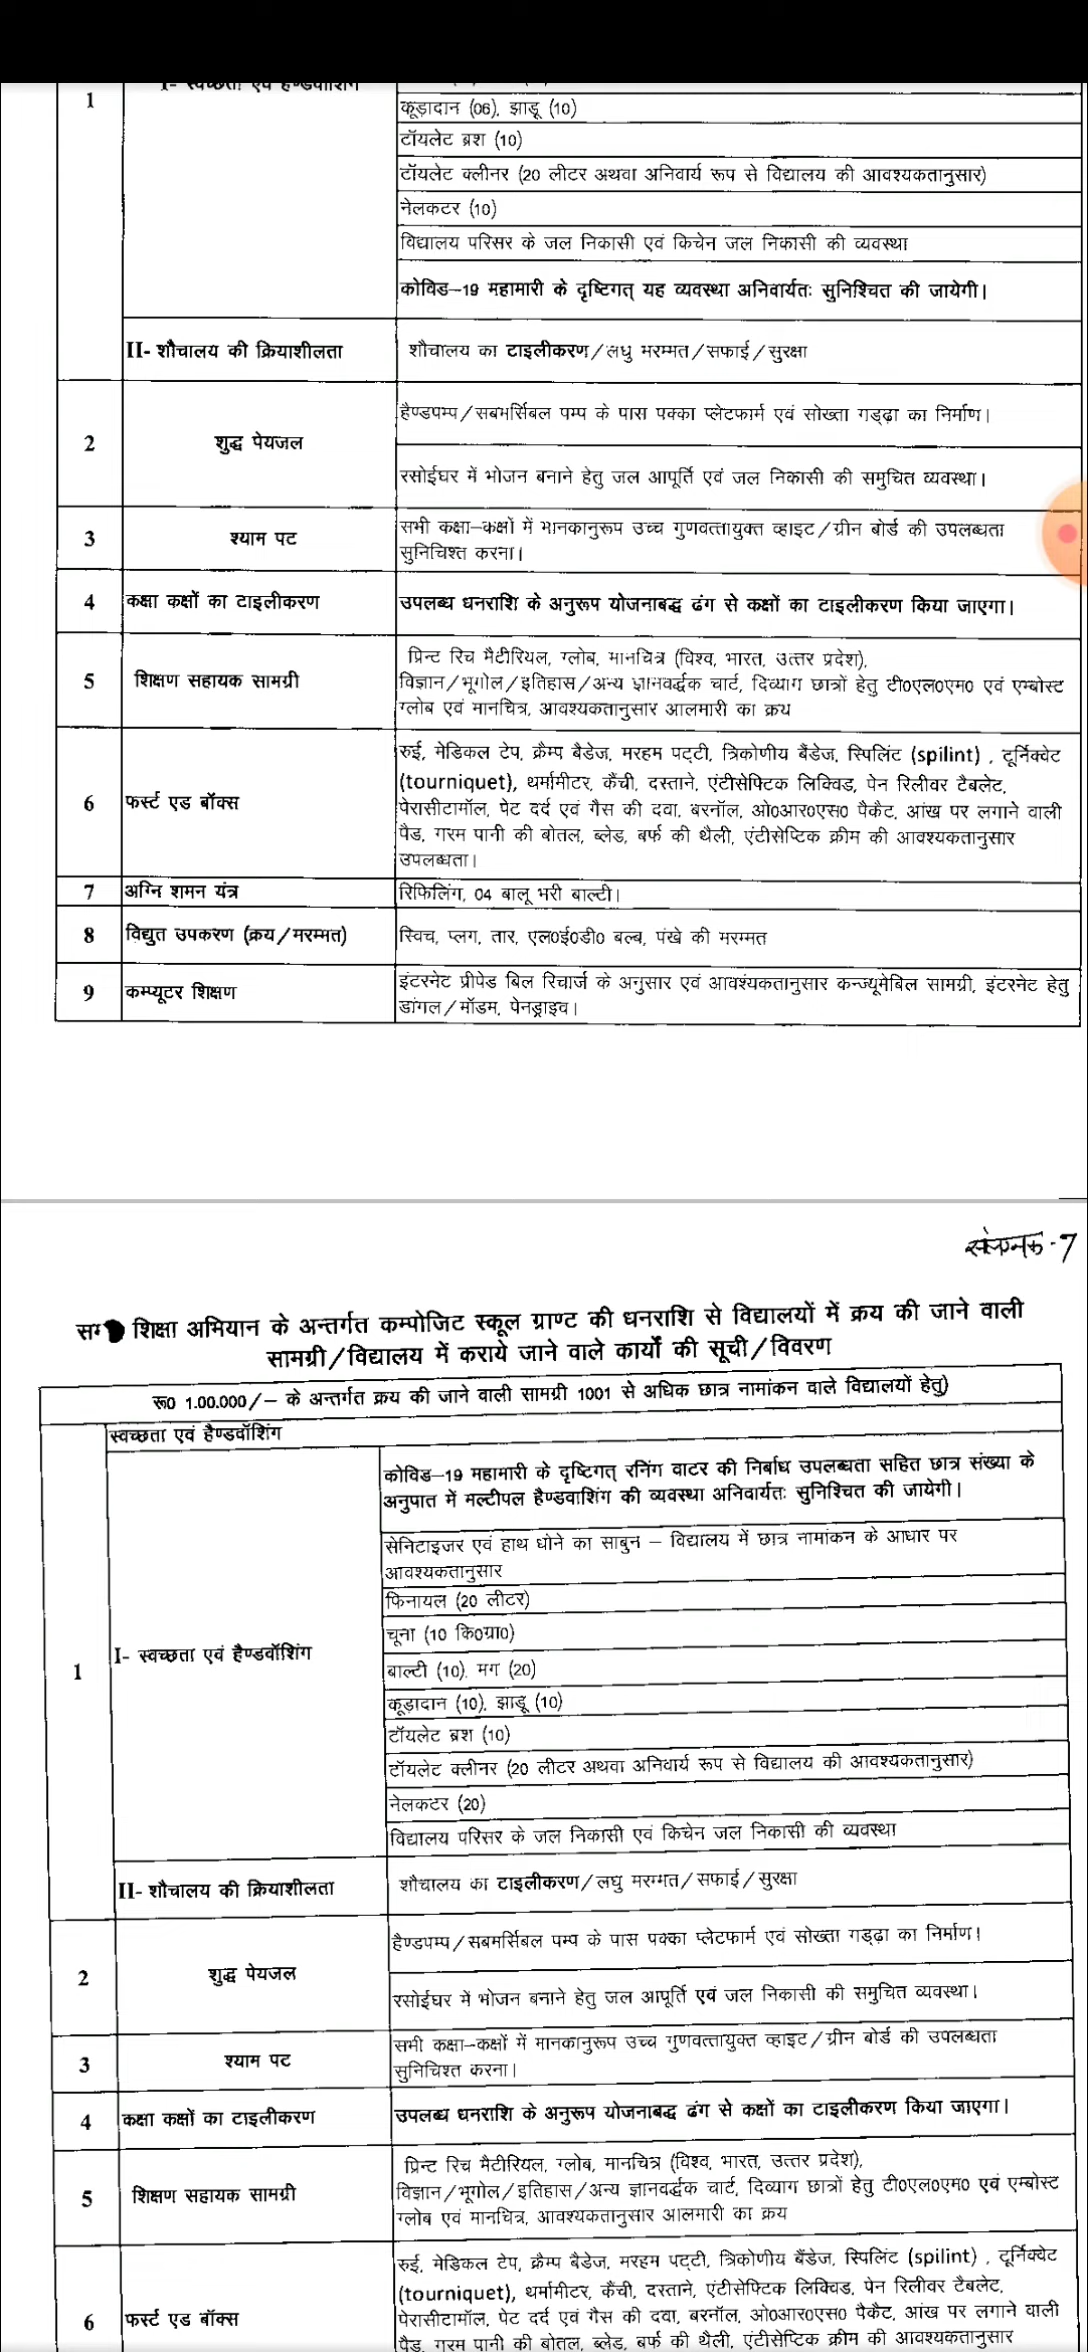 1
I- स्वच्छता एवं हैण्डवॉशिंग
कूड़ादान (06), झाडू (10)
टॉयलेट ब्रश (10)
टॉयलेट क्लीनर (20 लीटर अथवा अनिवार्य रूप से विद्यालय की आवश्यकतानुसार)
नेलकटर (10)
विद्यालय परिसर के जल निकासी एवं किचेन जल निकासी की व्यवस्था
कोविड–19 महामारी के दृष्टिगत् यह व्यवस्था अनिवार्यतः सुनिश्चित की जायेगी।
II- शौचालय की क्रियाशीलता
शौचालय का टाइलीकरण/लघु मरम्मत/सफाई/सुरक्षा
2
शुद्ध पेयजल
हैण्डपम्प/सबमर्सिबल पम्प के पास पक्का प्लेटफार्म एवं सोख्ता गड्ढ़ा का निर्माण।
रसोईघर में भोजन बनाने हेतु जल आपूर्ति एवं जल निकासी की समुचित व्यवस्था।
3
श्याम पट
सभी कक्षा–कक्षों में मानकानुरूप उच्च गुणवत्तायुक्त व्हाइट/ग्रीन बोर्ड की उपलब्धता
सुनिचिश्त करना।
4
कक्षा कक्षों का टाइलीकरण
उपलब्ध धनराशि के अनुरूप योजनाबद्ध ढंग से कक्षों का टाइलीकरण किया जाएगा।
5
शिक्षण सहायक सामग्री
प्रिन्ट रिच मैटीरियल, ग्लोब, मानचित्र (विश्व, भारत, उत्तर प्रदेश),
विज्ञान/भूगोल/इतिहास/अन्य ज्ञानवर्द्धक चार्ट, दिव्याग छात्रों हेतु टी0एल0एम0 एवं एम्बोस्ट
ग्लोब एवं मानचित्र, आवश्यकतानुसार आलमारी का क्रय
6
फर्स्ट एड बॉक्स
रुई, मेडिकल टेप, क्रैम्प बैडेज, मरहम पट्टी, त्रिकोणीय बैंडेज, स्पिलिंट (spilint) , टूर्निक्वेट
(tourniquet), थर्मामीटर, कैंची, दस्ताने, एंटीसेफ्टिक लिक्विड, पेन रिलीवर टैबलेट,
पेरासीटामॉल, पेट दर्द एवं गैस की दवा, बरनॉल, ओ0आर0एस0 पैकैट, आंख पर लगाने वाली
पैड, गरम पानी की बोतल, ब्लेड, बर्फ की थैली, एंटीसेप्टिक क्रीम की आवश्यकतानुसार
उपलब्धता।
7
अग्नि शमन यंत्र
रिफिलिंग, 04 बालू भरी बाल्टी।
8
विद्युत उपकरण (क्रय/मरम्मत)
स्विच, प्लग, तार, एल0ई0डी0 बल्ब, पंखे की मरम्मत
9
कम्प्यूटर शिक्षण
इंटरनेट प्रीपेड बिल रिचार्ज के अनुसार एवं आवश्यंकतानुसार कन्ज्यूमेबिल सामग्री, इंटरनेट हेतु
डांगल/मॉडम, पेनड्राइव।
संलग्नक-7
शिक्षा अभियान के अन्तर्गत कम्पोजिट स्कूल ग्राण्ट की धनराशि से विद्यालयों में क्रय की जाने वाली
सामग्री/विद्यालय में कराये जाने वाले कार्यों की सूची/विवरण
रू0 1.00.000/– के अन्तर्गत क्रय की जाने वाली सामग्री 1001 से अधिक छात्र नामांकन वाले विद्यालयों हेतु)
स्वच्छता एवं हैण्डवॉशिंग
1
I- स्वच्छता एवं हैण्डवॉशिंग
कोविड–19 महामारी के दृष्टिगत् रनिंग वाटर की निर्बाध उपलब्धता सहित छात्र संख्या के
अनुपात में मल्टीपल हैण्डवाशिंग की व्यवस्था अनिवार्यतः सुनिश्चित की जायेगी।
सेनिटाइजर एवं हाथ धोने का साबुन – विद्यालय में छात्र नामांकन के आधार पर
आवश्यकतानुसार
फिनायल (20 लीटर)
चूना (10 कि0ग्रा0)
बाल्टी (10). मग (20)
कूड़ादान (10), झाडू (10)
टॉयलेट ब्रश (10)
टॉयलेट क्लीनर (20 लीटर अथवा अनिवार्य रूप से विद्यालय की आवश्यकतानुसार)
नेलकटर (20)
विद्यालय परिसर के जल निकासी एवं किचेन जल निकासी की व्यवस्था
II- शौचालय की क्रियाशीलता
शौचालय का टाइलीकरण/लघु मरम्मत/सफाई/सुरक्षा
2
शुद्ध पेयजल
हैण्डपम्प/सबमर्सिबल पम्प के पास पक्का प्लेटफार्म एवं सोख्ता गड्ढ़ा का निर्माण।
रसोईघर में भोजन बनाने हेतु जल आपूर्ति एवं जल निकासी की समुचित व्यवस्था।
3
श्याम पट
सभी कक्षा–कक्षों में मानकानुरूप उच्च गुणवत्तायुक्त व्हाइट/ग्रीन बोर्ड की उपलब्धता
सुनिचिश्त करना।
4
कक्षा कक्षों का टाइलीकरण
उपलब्ध धनराशि के अनुरूप योजनाबद्ध ढंग से कक्षों का टाइलीकरण किया जाएगा।
5
शिक्षण सहायक सामग्री
प्रिन्ट रिच मैटीरियल, ग्लोब, मानचित्र (विश्व, भारत, उत्तर प्रदेश),
विज्ञान/भूगोल/इतिहास/अन्य ज्ञानवर्द्धक चार्ट, दिव्याग छात्रों हेतु टी0एल0एम0 एवं एम्बोस्ट
ग्लोब एवं मानचित्र, आवश्यकतानुसार आलमारी का क्रय
6
फर्स्ट एड बॉक्स
रुई, मेडिकल टेप, क्रैम्प बैडेज, मरहम पट्टी, त्रिकोणीय बैंडेज, स्पिलिंट (spilint) , टूर्निक्वेट
(tourniquet), थर्मामीटर, कैंची, दस्ताने, एंटीसेफ्टिक लिक्विड, पेन रिलीवर टैबलेट,
पेरासीटामॉल, पेट दर्द एवं गैस की दवा, बरनॉल, ओ0आर0एस0 पैकैट, आंख पर लगाने वाली
पैड, गरम पानी की बोतल, ब्लेड, बर्फ की थैली, एंटीसेप्टिक क्रीम की आवश्यकतानुसार